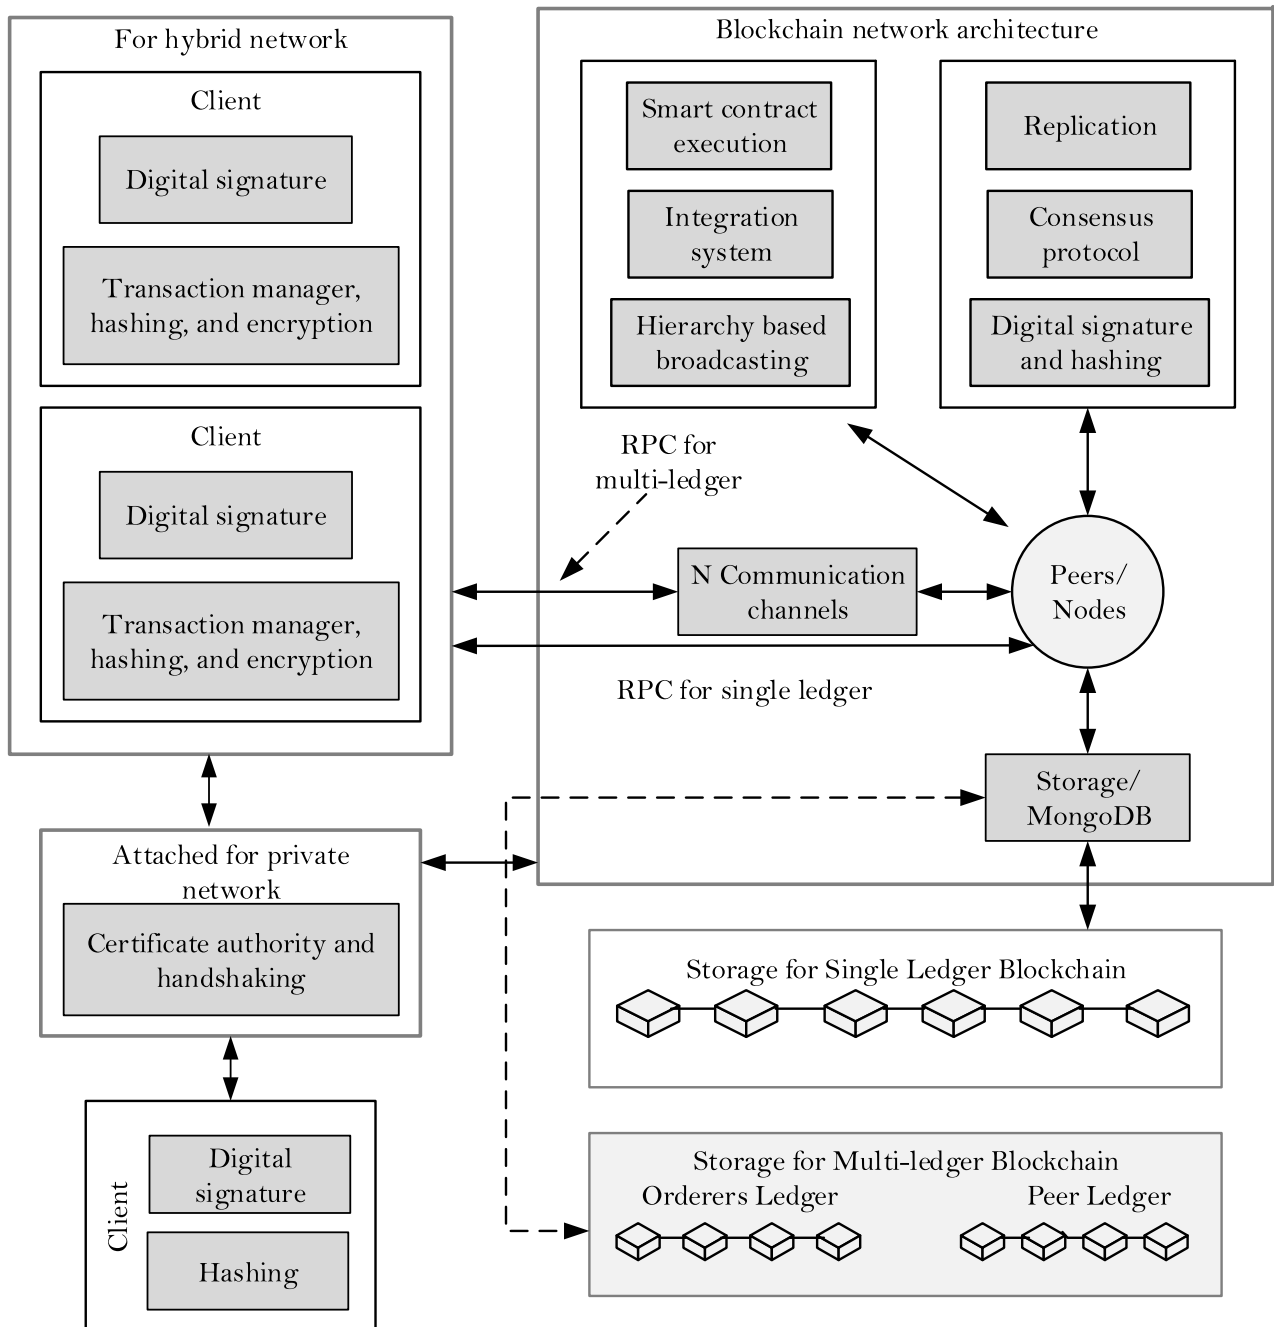 For hybrid network
Client
Digital signature
Transaction manager,
hashing, and encryption
Client
Digital signature
Transaction manager,
hashing, and encryption
Attached for private
network
Certificate authority and
handshaking
Client
Digital
signature
Hashing
Blockchain network architecture
Smart contract
execution
Integration
system
Hierarchy based
broadcasting
Replication
Consensus
protocol
Digital signature
and hashing
RPC for
multi-ledger
N Communication
channels
Peers/
Nodes
RPC for single ledger
Storage/
MongoDB
Storage for Single Ledger Blockchain
Storage for Multi-ledger Blockchain
Orderers Ledger
Peer Ledger